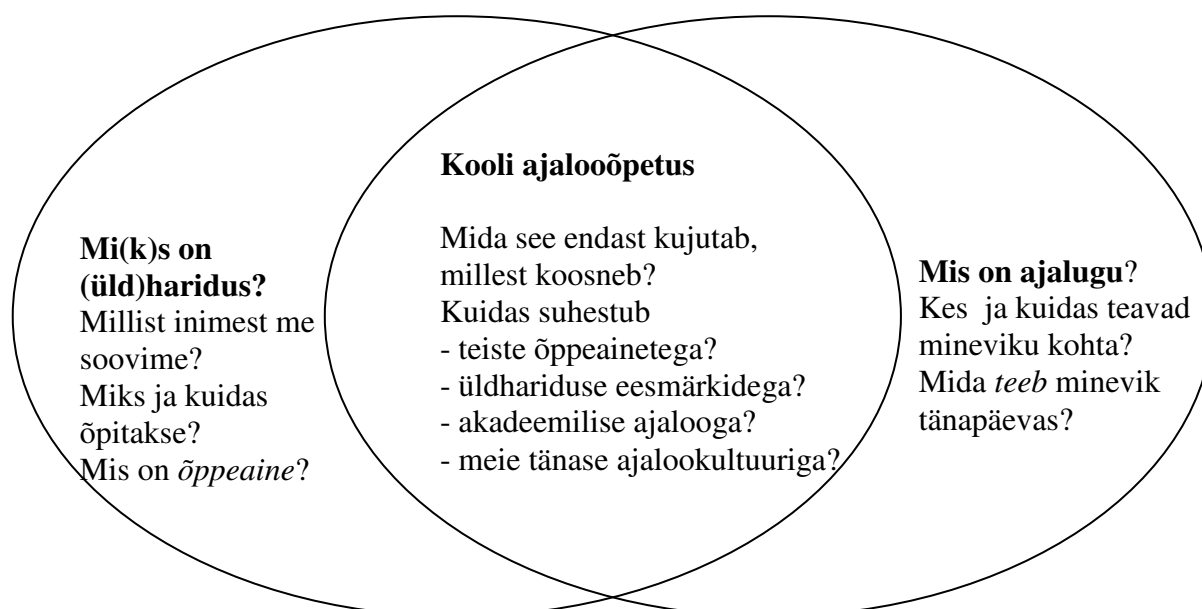 Mi(k)s on
(üld)haridus?
Millist inimest me
soovime?
Miks ja kuidas
õpitakse?
Mis on õppeaine?
Kooli ajalooõpetus
Mida see endast kujutab,
millest koosneb?
Kuidas suhestub
- teiste õppeainetega?
- üldhariduse eesmärkidega?
- akadeemilise ajalooga?
- meie tänase ajalookultuuriga?
Mis on ajalugu?
Kes ja kuidas teavad
mineviku kohta?
Mida teeb minevik
tänapäevas?